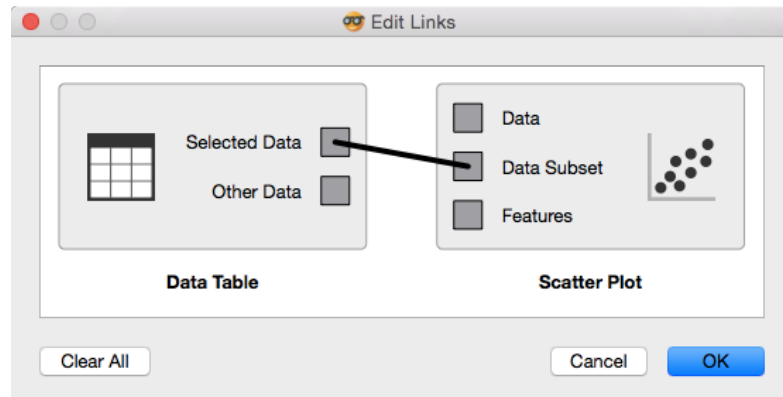 Edit Links
Selected Data
Other Data
Data Table
Data
Data Subset
Features
Scatter Plot
Clear All
Cancel
OK